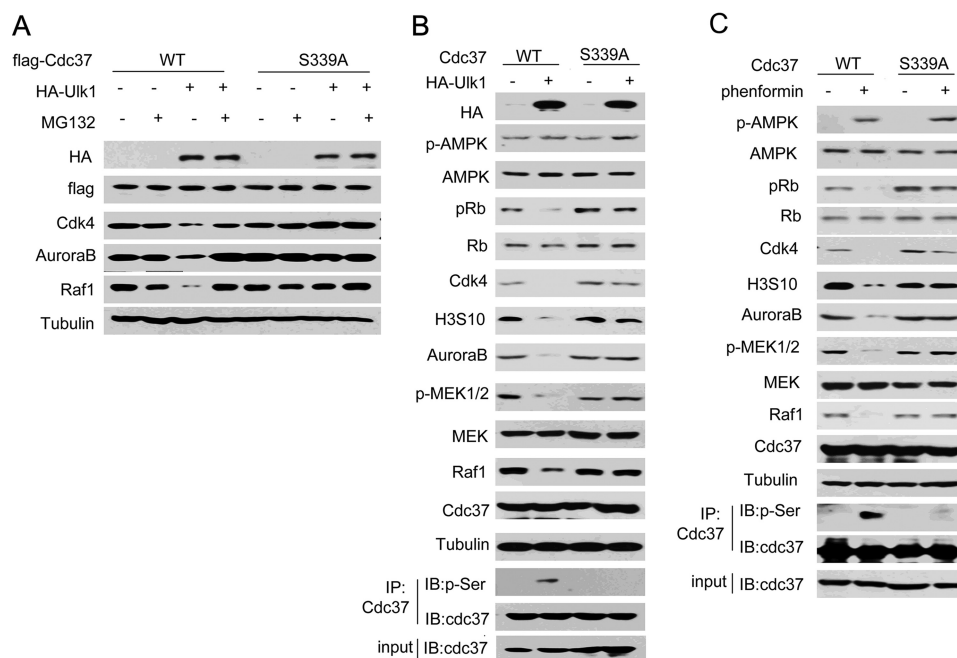 A
flag-Cdc37 WT S339A
HA-Ulk1 - - + + - - + +
MG132 - + - + - + - +
HA
flag
Cdk4
AuroraB
Raf1
Tubulin
B
Cdc37 WT S339A
HA-Ulk1 - + - +
HA
p-AMPK
AMPK
pRb
Rb
Cdk4
H3S10
AuroraB
p-MEK1/2
MEK
Raf1
Cdc37
Tubulin
IP: Cdc37
IB:p-Ser
IB:cdc37
input IB:cdc37
C
Cdc37 WT S339A
phenformin - + - +
p-AMPK
AMPK
pRb
Rb
Cdk4
H3S10
AuroraB
p-MEK1/2
MEK
Raf1
Cdc37
Tubulin
IP: Cdc37
IB:p-Ser
IB:cdc37
input IB:cdc37